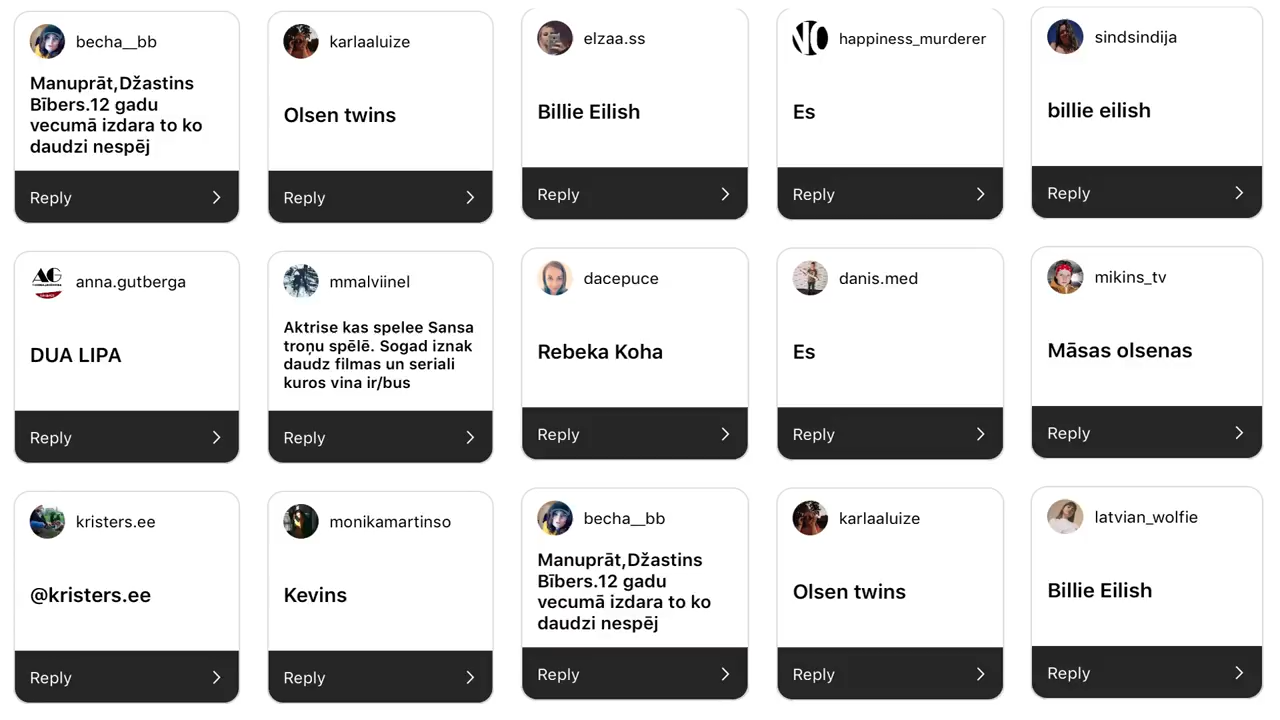 becha__bb
Manuprāt,Džastins
Bībers.12 gadu
vecumā izdara to ko
daudzi nespēj
Reply
karlaaluize
Olsen twins
Reply
elzaa.ss
Billie Eilish
Reply
NO
happiness_murderer
Es
Reply
sindsindija
billie eilish
Reply
AG
anna.gutberga
DUA LIPA
Reply
mmalviinel
Aktrise kas spelee Sansa
troņu spēlē. Sogad iznak
daudz filmas un seriali
kuros vina ir/bus
Reply
dacepuce
Rebeka Koha
Reply
danis.med
Es
Reply
mikins_tv
Māsas olsenas
Reply
kristers.ee
@kristers.ee
Reply
monikamartinso
Kevins
Reply
becha__bb
Manuprāt,Džastins
Bībers.12 gadu
vecumā izdara to ko
daudzi nespēj
Reply
karlaaluize
Olsen twins
Reply
latvian_wolfie
Billie Eilish
Reply